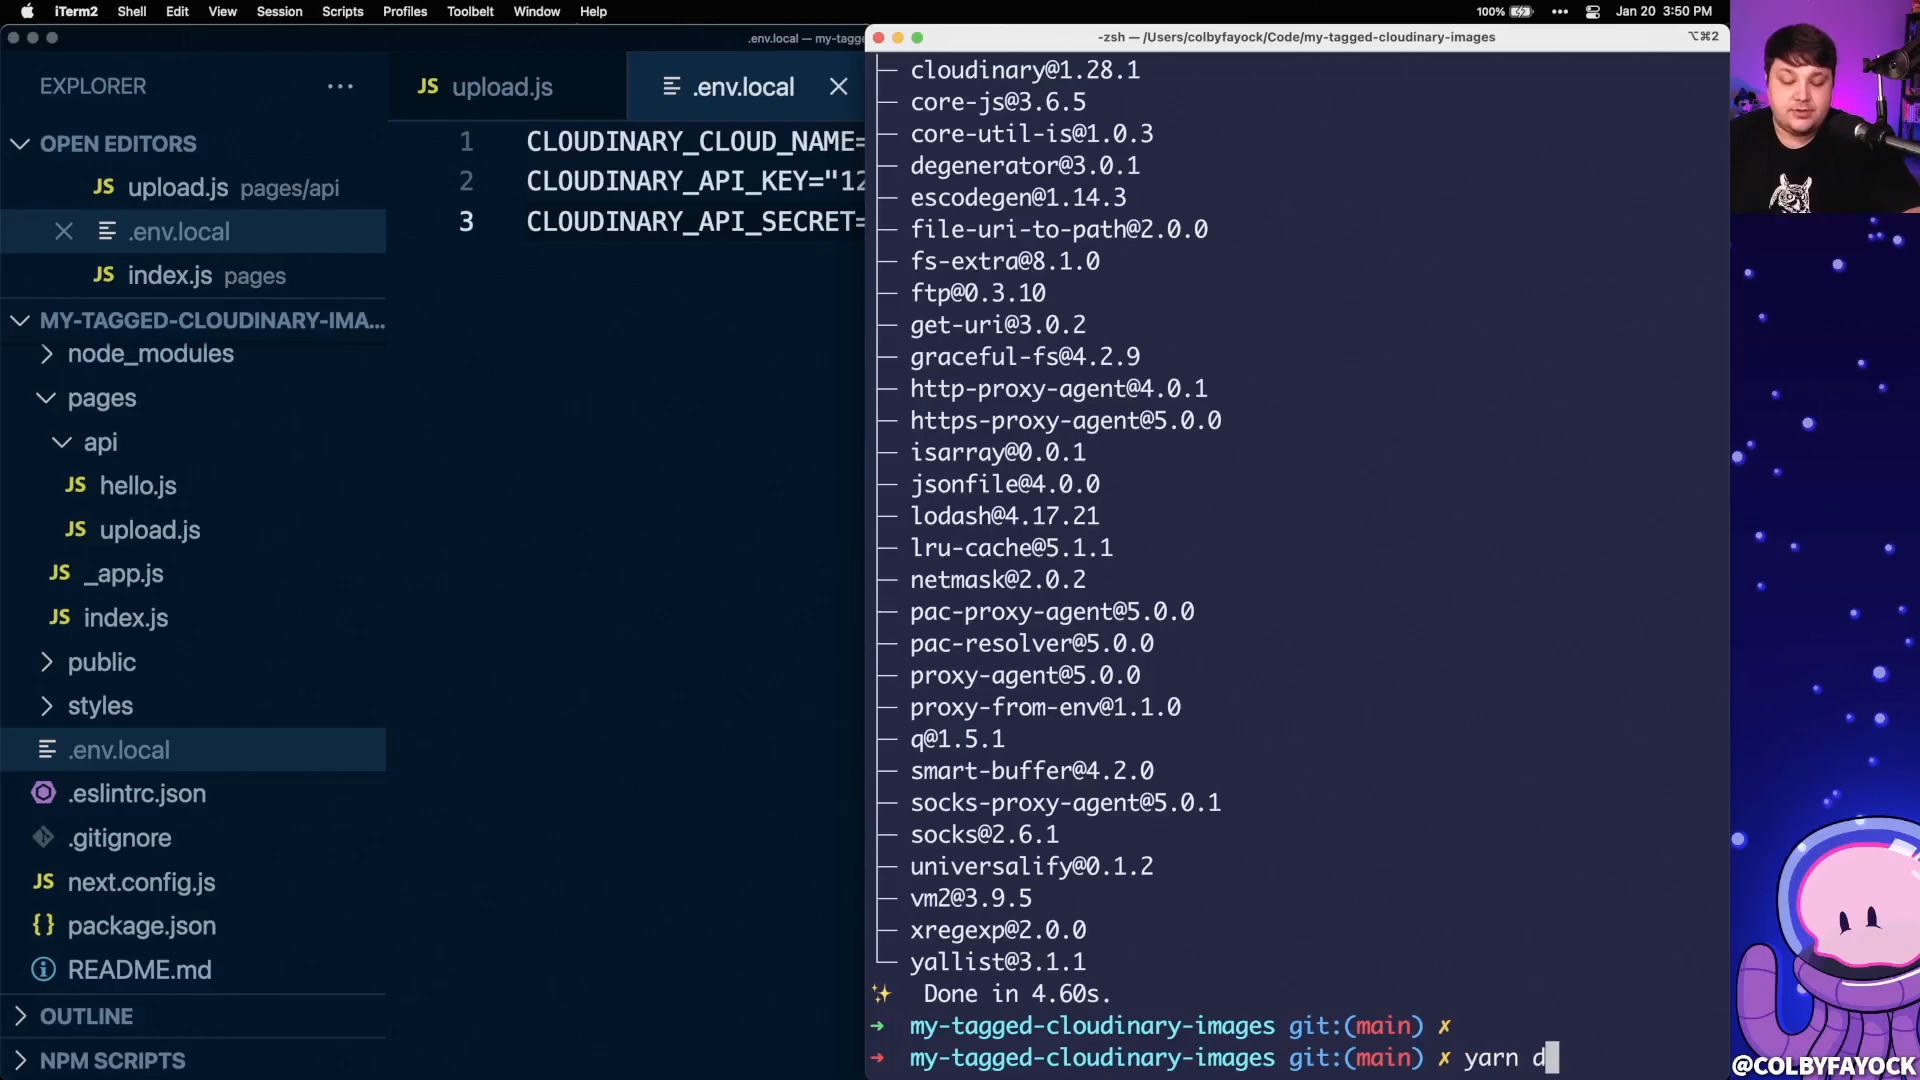 iTerm2 Shell Edit View Session Scripts Profiles Toolbelt Window Help 100% Jan 20 3:50 PM
.env.local — my-tagge
-zsh — /Users/colbyfayock/Code/my-tagged-cloudinary-images
⌥⌘2
EXPLORER
OPEN EDITORS
JS upload.js pages/api
.env.local
JS index.js pages
MY-TAGGED-CLOUDINARY-IMA...
node_modules
pages
api
JS hello.js
JS upload.js
JS _app.js
JS index.js
public
styles
.env.local
.eslintrc.json
.gitignore
JS next.config.js
{} package.json
README.md
OUTLINE
NPM SCRIPTS
JS upload.js
.env.local
1 CLOUDINARY_CLOUD_NAME=
2 CLOUDINARY_API_KEY="12
3 CLOUDINARY_API_SECRET=
├─ cloudinary@1.28.1
├─ core-js@3.6.5
├─ core-util-is@1.0.3
├─ degenerator@3.0.1
├─ escodegen@1.14.3
├─ file-uri-to-path@2.0.0
├─ fs-extra@8.1.0
├─ ftp@0.3.10
├─ get-uri@3.0.2
├─ graceful-fs@4.2.9
├─ http-proxy-agent@4.0.1
├─ https-proxy-agent@5.0.0
├─ isarray@0.0.1
├─ jsonfile@4.0.0
├─ lodash@4.17.21
├─ lru-cache@5.1.1
├─ netmask@2.0.2
├─ pac-proxy-agent@5.0.0
├─ pac-resolver@5.0.0
├─ proxy-agent@5.0.0
├─ proxy-from-env@1.1.0
├─ q@1.5.1
├─ smart-buffer@4.2.0
├─ socks-proxy-agent@5.0.1
├─ socks@2.6.1
├─ universalify@0.1.2
├─ vm2@3.9.5
├─ xregexp@2.0.0
└─ yallist@3.1.1
✨ Done in 4.60s.
➜ my-tagged-cloudinary-images git:(main) ✗
➜ my-tagged-cloudinary-images git:(main) ✗ yarn d
@COLBYFAYOCK